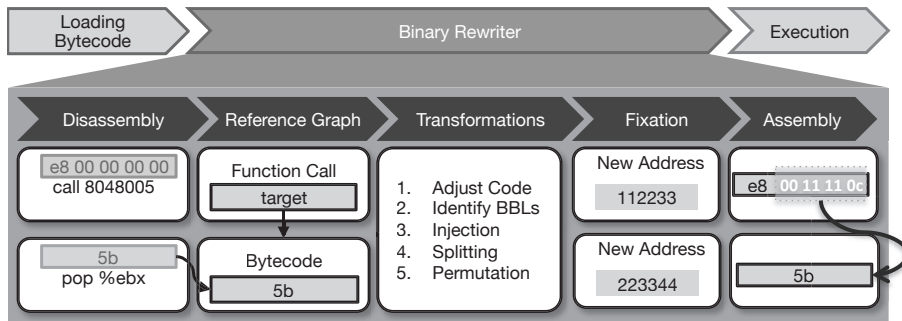 Loading
Bytecode
Binary Rewriter
Execution
Disassembly
Reference Graph
Transformations
Fixation
Assembly
e8 00 00 00 00
call 8048005
Function Call
target
1. Adjust Code
2. Identify BBLs
3. Injection
4. Splitting
5. Permutation
New Address
112233
e8 00 11 11 0c
5b
pop %ebx
Bytecode
5b
New Address
223344
5b